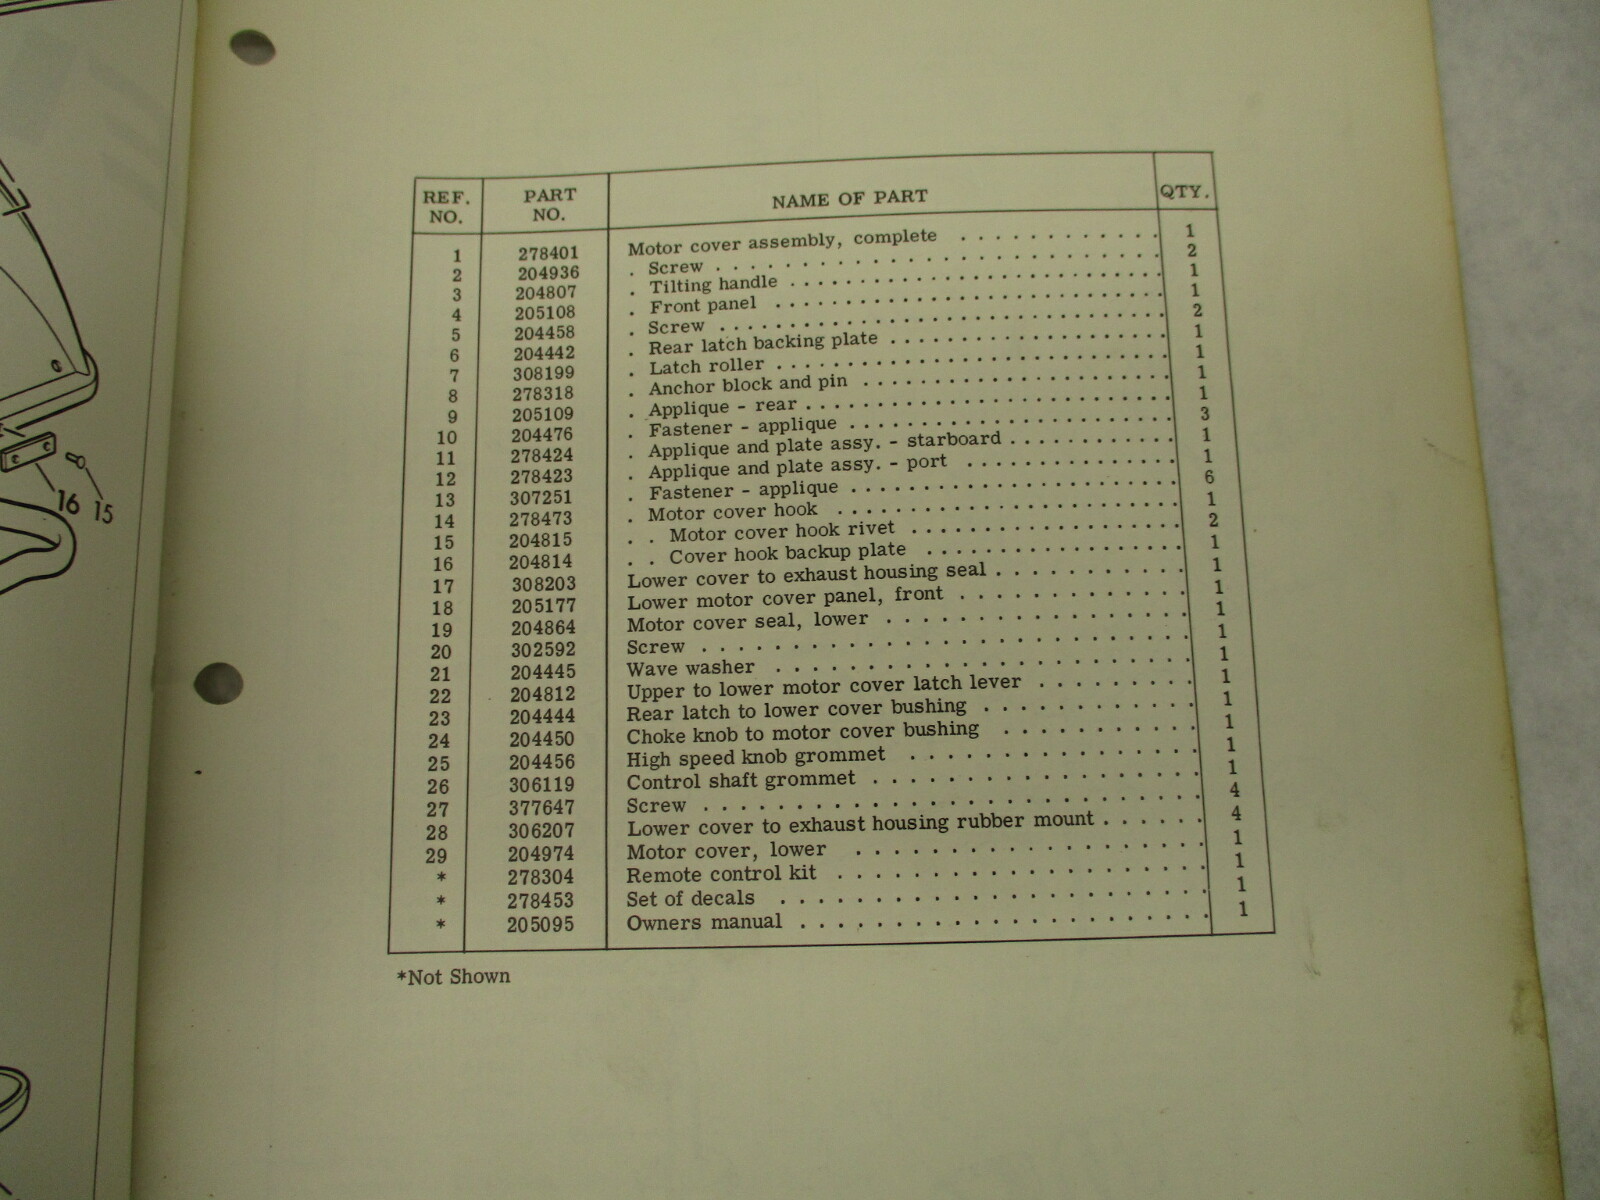 REF. NO. PART NO. NAME OF PART QTY.
1 278401 Motor cover assembly, complete . . . . . . . . . . . . 1
2 204936 . Screw . . . . . . . . . . . . . . . . . . . . . . . . . . 2
3 204807 . Tilting handle . . . . . . . . . . . . . . . . . . . . . . 1
4 205108 . Front panel . . . . . . . . . . . . . . . . . . . . . . . 1
5 204458 . Screw . . . . . . . . . . . . . . . . . . . . . . . . . . 2
6 204442 . Rear latch backing plate . . . . . . . . . . . . . . . . 1
7 308199 . Latch roller . . . . . . . . . . . . . . . . . . . . . . . 1
8 278318 . Anchor block and pin . . . . . . . . . . . . . . . . . . 1
9 205109 . Applique - rear . . . . . . . . . . . . . . . . . . . . . 1
10 204476 . Fastener - applique . . . . . . . . . . . . . . . . . . . 3
11 278424 . Applique and plate assy. - starboard . . . . . . . . . . 1
12 278423 . Applique and plate assy. - port . . . . . . . . . . . . . 1
13 307251 . Fastener - applique . . . . . . . . . . . . . . . . . . . 6
14 278473 . Motor cover hook . . . . . . . . . . . . . . . . . . . . 1
15 204815 . . Motor cover hook rivet . . . . . . . . . . . . . . . . 2
16 204814 . . Cover hook backup plate . . . . . . . . . . . . . . . 1
17 308203 Lower cover to exhaust housing seal . . . . . . . . . . . 1
18 205177 Lower motor cover panel, front . . . . . . . . . . . . . 1
19 204864 Motor cover seal, lower . . . . . . . . . . . . . . . . . 1
20 302592 Screw . . . . . . . . . . . . . . . . . . . . . . . . . . 1
21 204445 Wave washer . . . . . . . . . . . . . . . . . . . . . . . 1
22 204812 Upper to lower motor cover latch lever . . . . . . . . . 1
23 204444 Rear latch to lower cover bushing . . . . . . . . . . . . 1
24 204450 Choke knob to motor cover bushing . . . . . . . . . . . 1
25 204456 High speed knob grommet . . . . . . . . . . . . . . . . 1
26 306119 Control shaft grommet . . . . . . . . . . . . . . . . . . 1
27 377647 Screw . . . . . . . . . . . . . . . . . . . . . . . . . . 4
28 306207 Lower cover to exhaust housing rubber mount . . . . . . 4
29 204974 Motor cover, lower . . . . . . . . . . . . . . . . . . . 1
* 278304 Remote control kit . . . . . . . . . . . . . . . . . . . . 1
* 278453 Set of decals . . . . . . . . . . . . . . . . . . . . . . 1
* 205095 Owners manual . . . . . . . . . . . . . . . . . . . . . . 1
*Not Shown
16 15